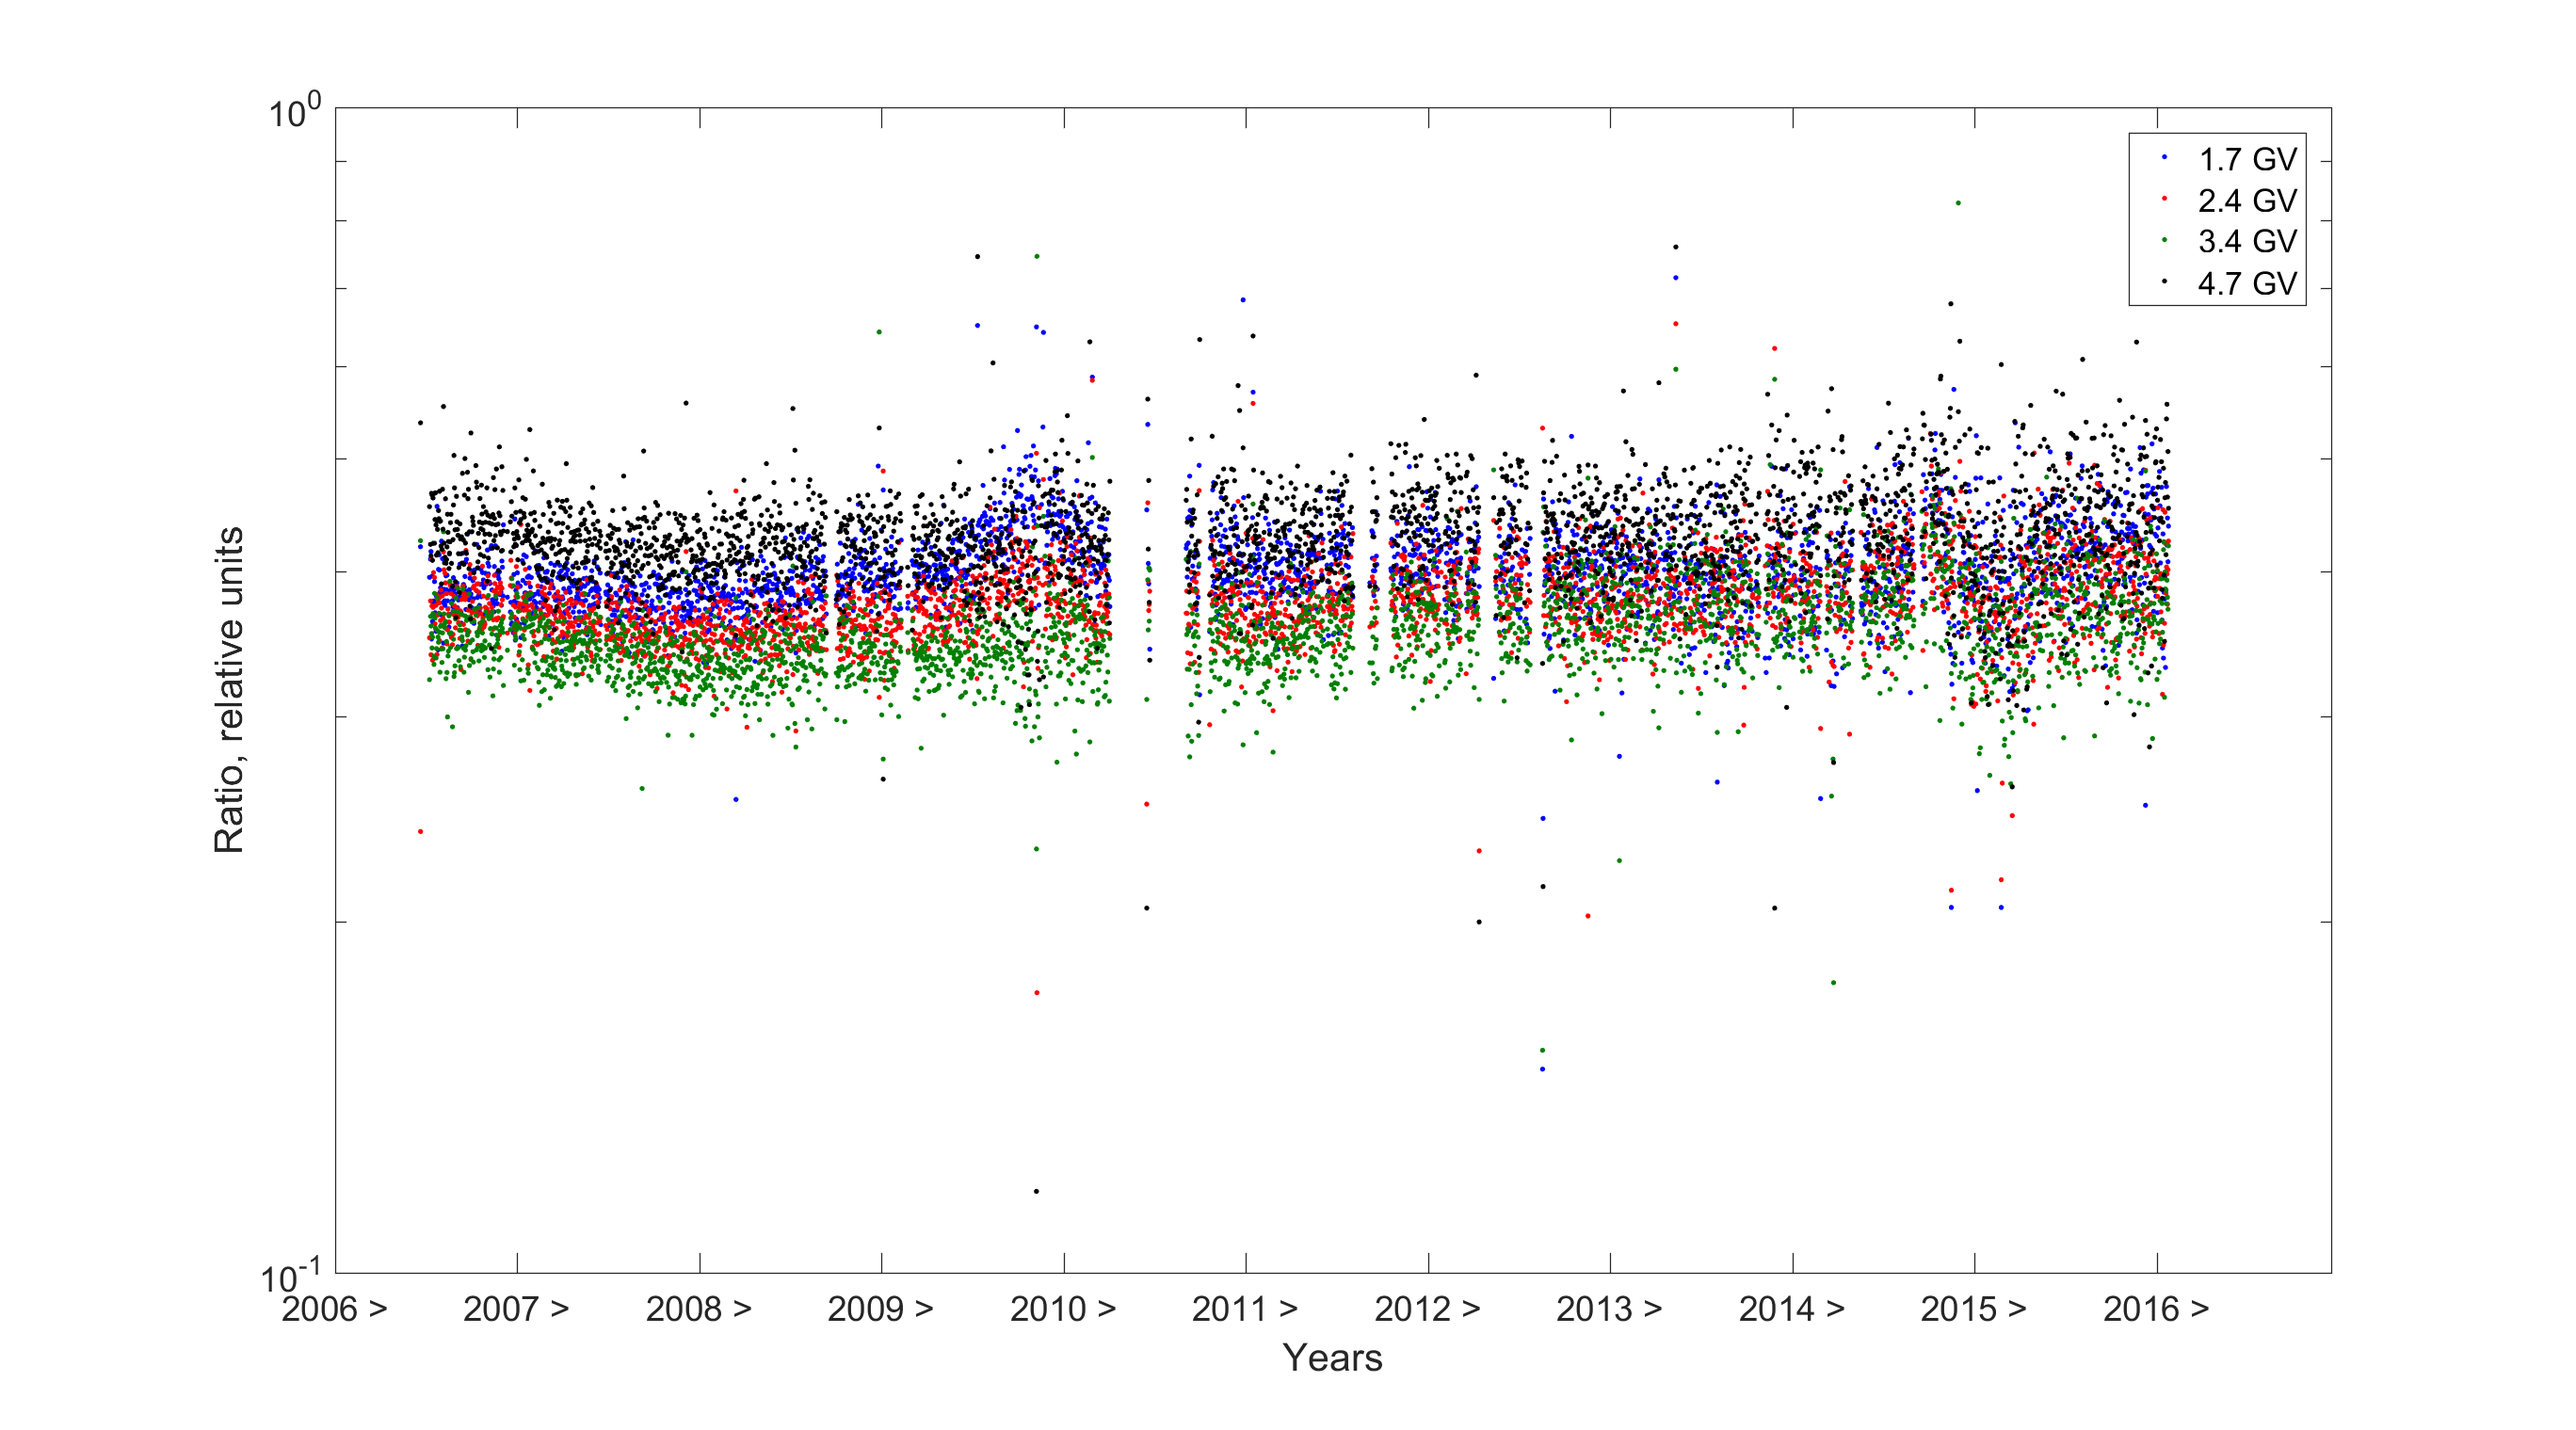 10^0
1.7 GV
2.4 GV
3.4 GV
4.7 GV
Ratio, relative units
10^-1
2006 > 2007 > 2008 > 2009 > 2010 > 2011 > 2012 > 2013 > 2014 > 2015 > 2016 >
Years